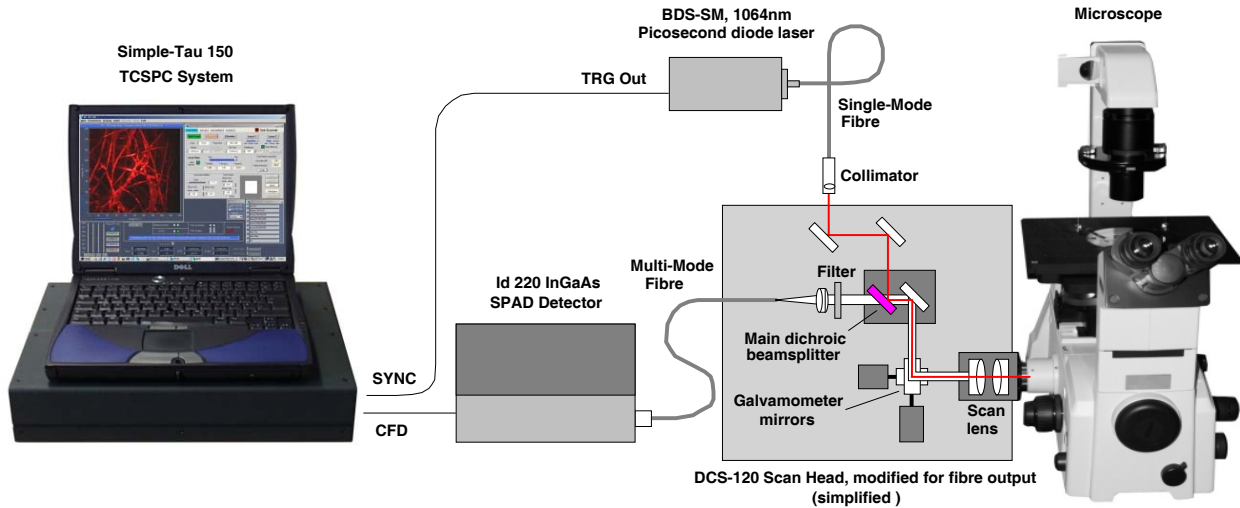 Simple-Tau 150
TCSPC System
BDS-SM, 1064nm
Picosecond diode laser
Microscope
TRG Out
Single-Mode
Fibre
Collimator
Id 220 InGaAs
SPAD Detector
Multi-Mode
Fibre
Filter
Main dichroic
beamsplitter
SYNC
CFD
Galvamometer
mirrors
Scan
lens
DCS-120 Scan Head, modified for fibre output
(simplified )
DELL